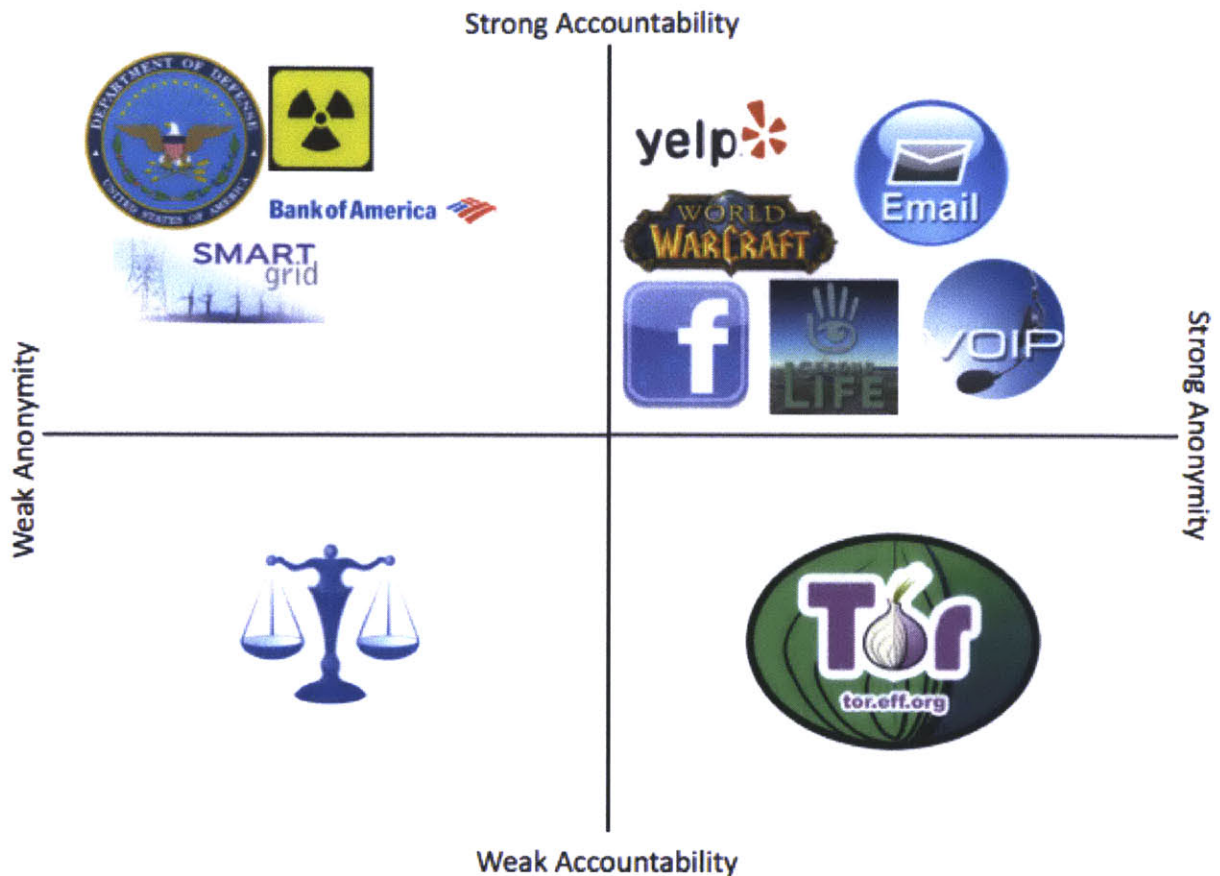 Strong Accountability
DEPARTMENT OF DEFENSE
UNITED STATES OF AMERICA
Bank of America
SMART
grid
yelp
Email
WORLD
WARCRAFT
f
SECOND
LIFE
VOIP
Weak Anonymity
Strong Anonymity
Tor
tor.eff.org
Weak Accountability